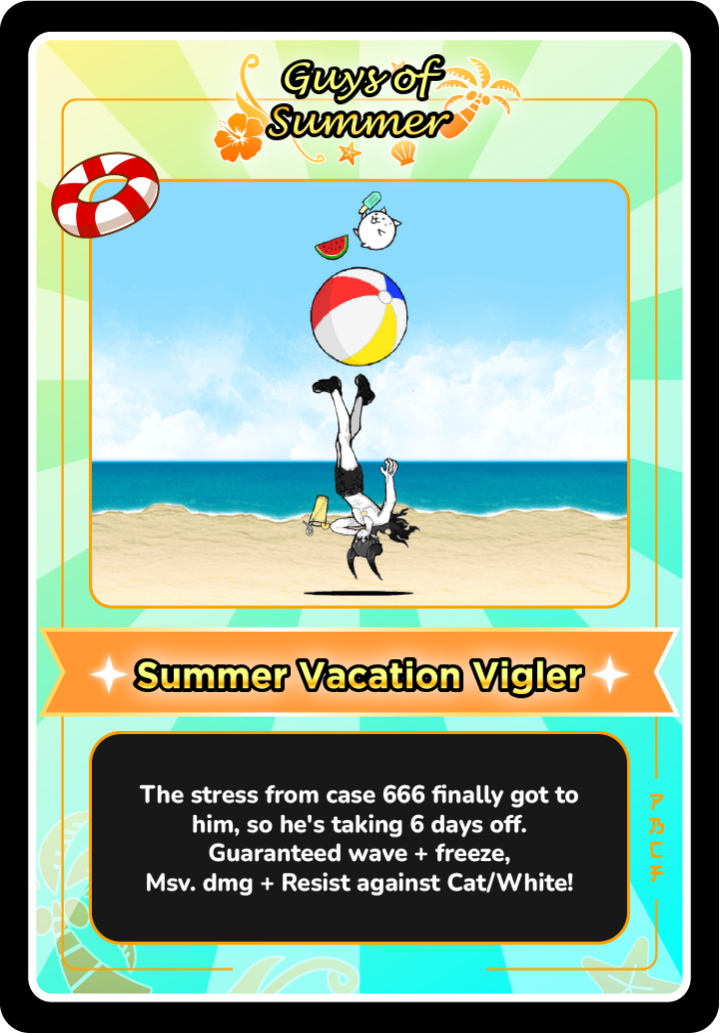 Guys of
Summer
Summer Vacation Vigler
The stress from case 666 finally got to
him, so he's taking 6 days off.
Guaranteed wave + freeze,
Msv. dmg + Resist against Cat/White!